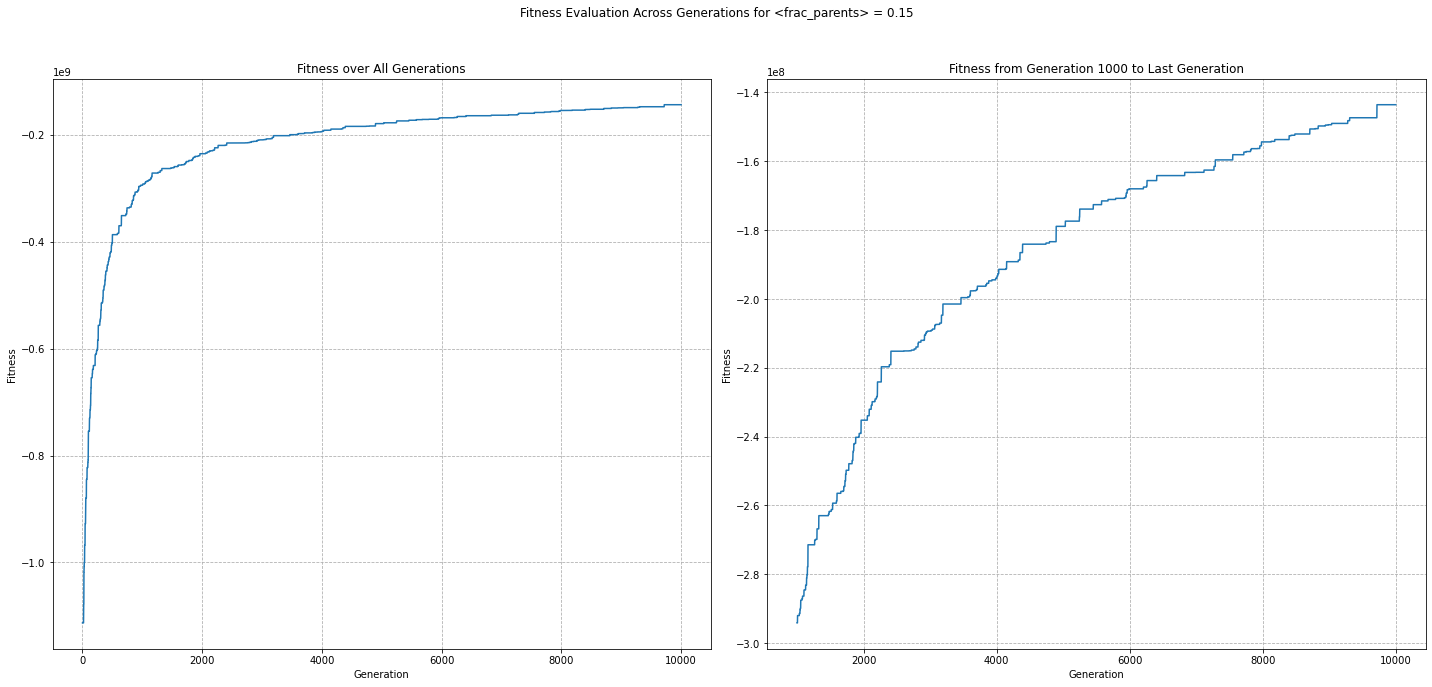 Fitness Evaluation Across Generations for <frac_parents> = 0.15
Fitness over All Generations
1e9
−0.2
−0.4
−0.6
−0.8
−1.0
Fitness
0 2000 4000 6000 8000 10000
Generation
Fitness from Generation 1000 to Last Generation
1e8
−1.4
−1.6
−1.8
−2.0
−2.2
−2.4
−2.6
−2.8
−3.0
Fitness
2000 4000 6000 8000 10000
Generation